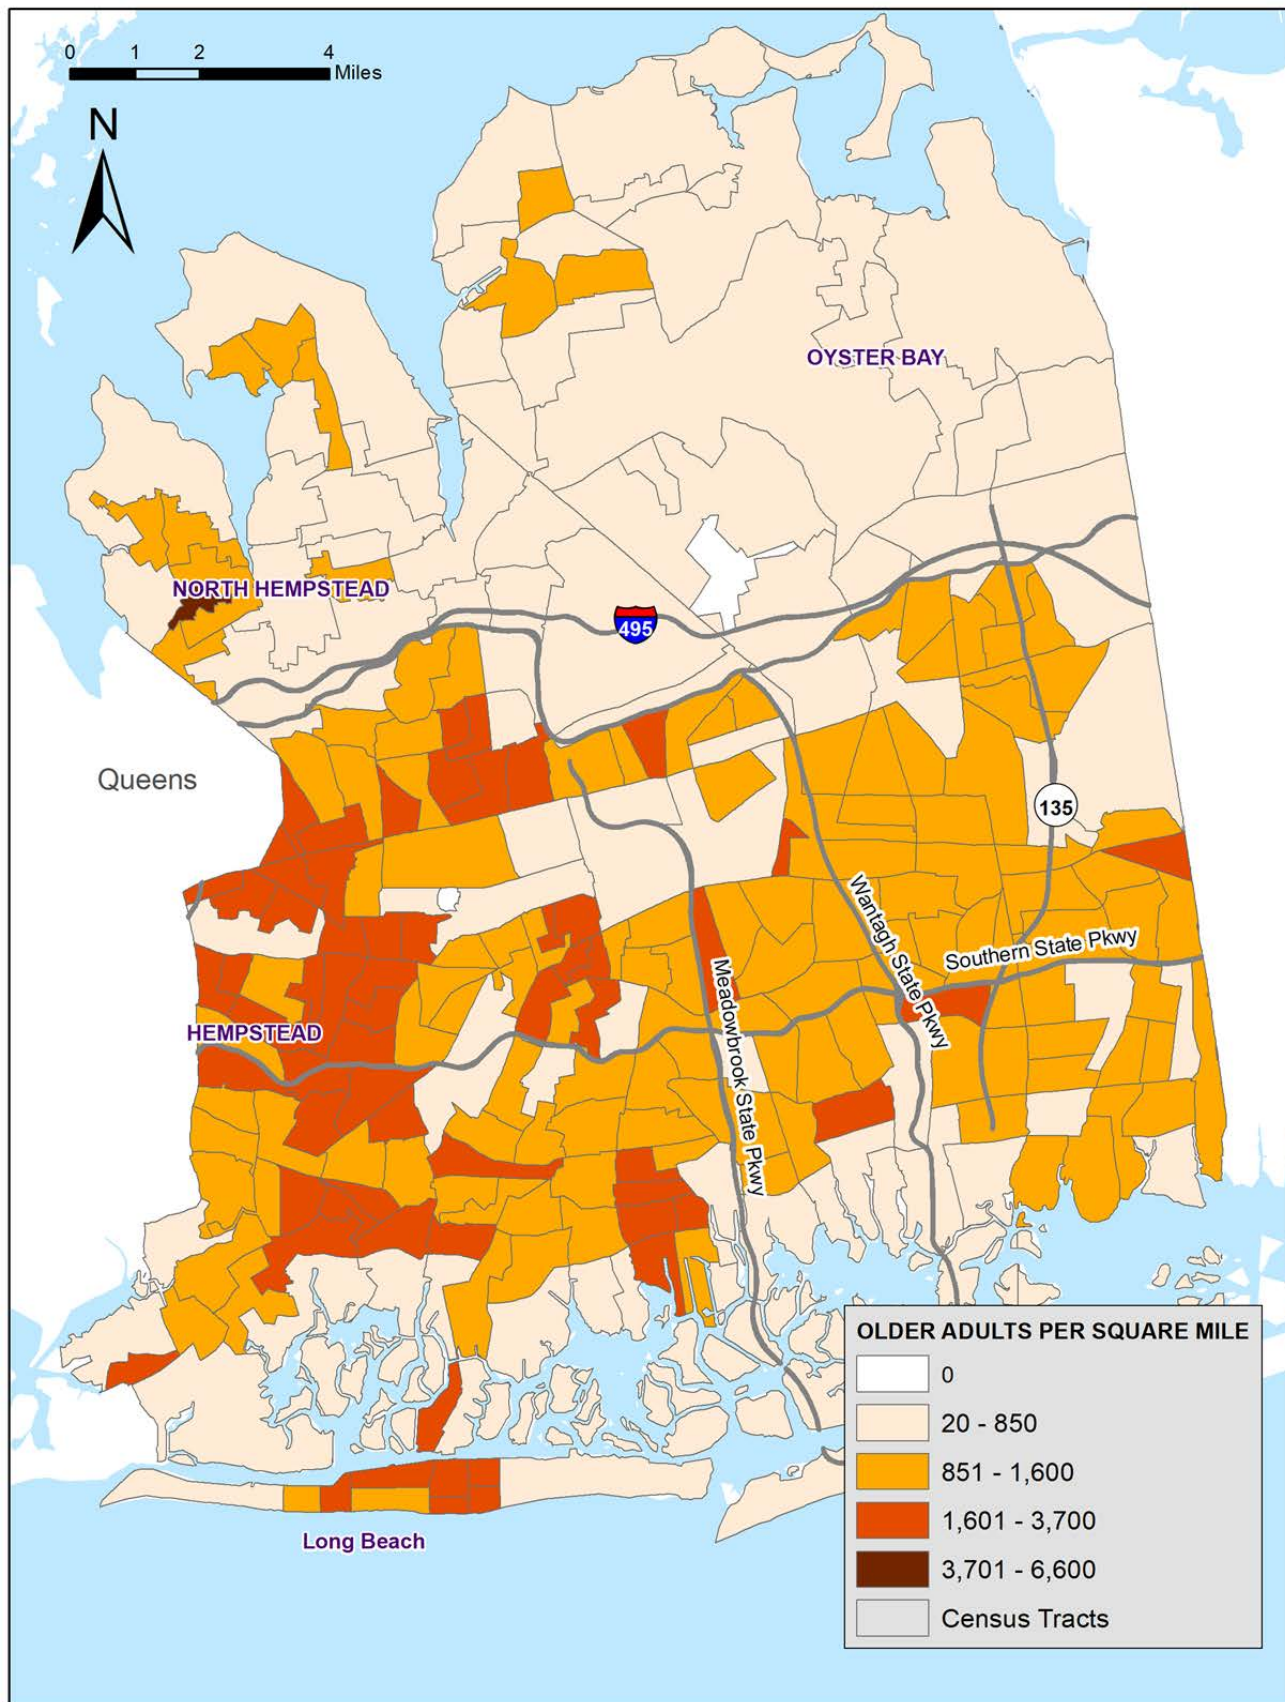 0 1 2 4
Miles
N
OYSTER BAY
NORTH HEMPSTEAD
495
Queens
135
Wantagh State Pkwy
Southern State Pkwy
Meadowbrook State Pkwy
HEMPSTEAD
Long Beach
OLDER ADULTS PER SQUARE MILE
0
20 - 850
851 - 1,600
1,601 - 3,700
3,701 - 6,600
Census Tracts